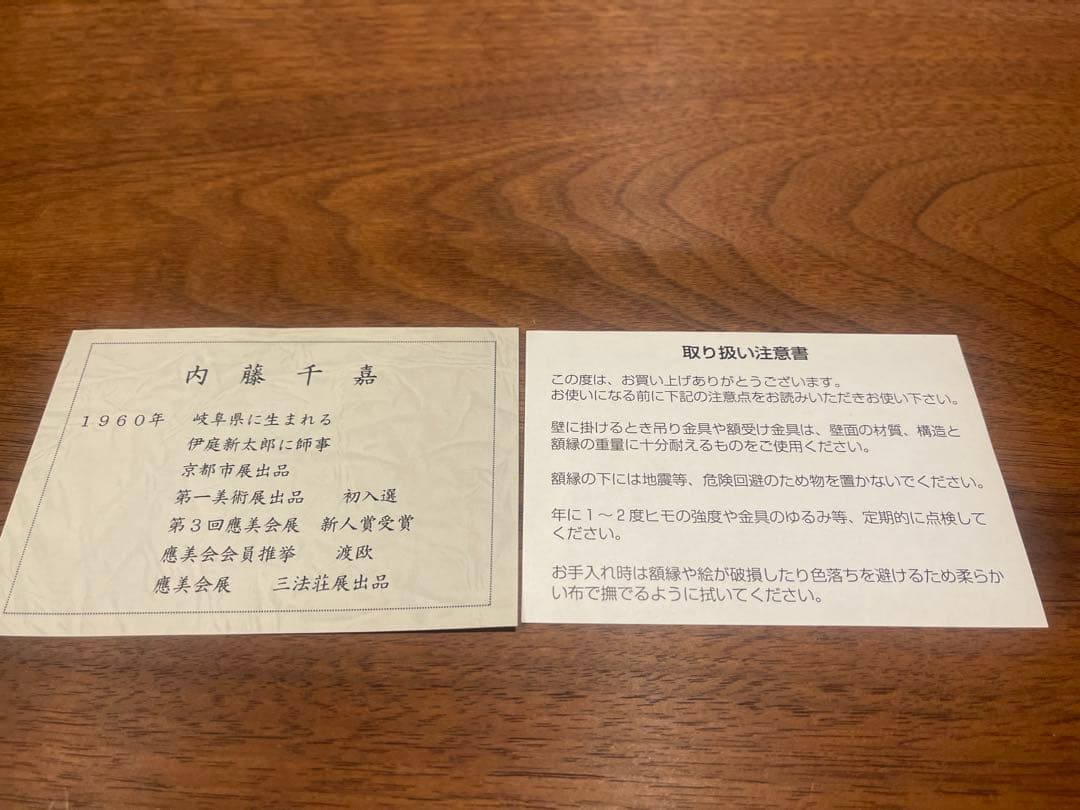 内藤千嘉
1960年 岐阜県に生まれる
伊庭新太郎に師事
京都市展出品
第一美術展出品 初入選
第3回應美会展 新人賞受賞
應美会会員推挙 渡欧
應美会展 三法荘展出品
取り扱い注意書
この度は、お買い上げありがとうございます。
お使いになる前に下記の注意点をお読みいただきお使い下さい。
壁に掛けるとき吊り金具や額受け金具は、壁面の材質、構造と
額縁の重量に十分耐えるものをご使用ください。
額縁の下には地震等、危険回避のため物を置かないでください。
年に1～2度ヒモの強度や金具のゆるみ等、定期的に点検して
ください。
お手入れ時は額縁や絵が破損したり色落ちを避けるため柔らか
い布で撫でるように拭いてください。